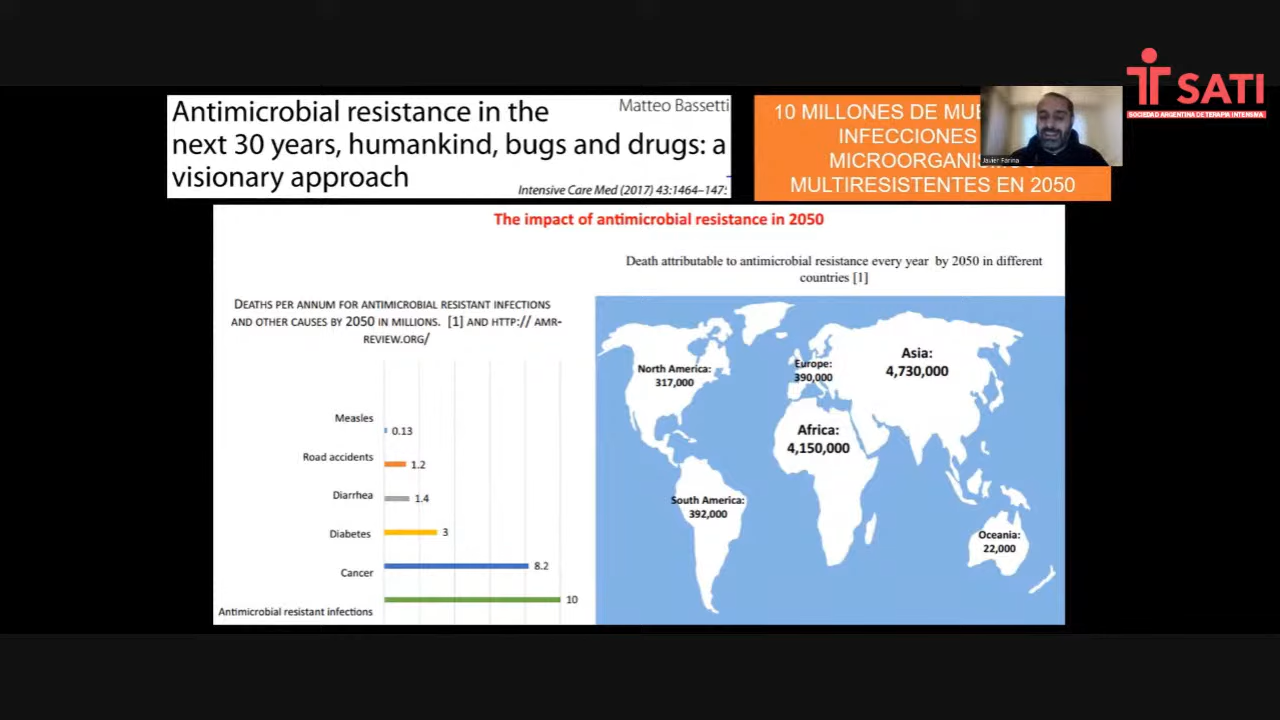 Antimicrobial resistance in the
next 30 years, humankind, bugs and drugs: a
visionary approach
Matteo Bassetti
Intensive Care Med (2017) 43:1464–147:
10 MILLONES DE
INFECCIONES
MULTIRESISTENTES EN 2050
Javier Farina
SATI
SOCIEDAD ARGENTINA DE TERAPIA INTENSIVA
The impact of antimicrobial resistance in 2050
DEATHS PER ANNUM FOR ANTIMICROBIAL RESISTANT INFECTIONS
AND OTHER CAUSES BY 2050 IN MILLIONS. [1] AND HTTP:// AMR-
REVIEW.ORG/
Measles
0.13
Road accidents
1.2
Diarrhea
1.4
Diabetes
3
Cancer
8.2
Antimicrobial resistant infections
10
Death attributable to antimicrobial resistance every year by 2050 in different
countries [1]
North America:
317,000
Europe:
390,000
Asia:
4,730,000
Africa:
4,150,000
South America:
392,000
Oceania:
22,000